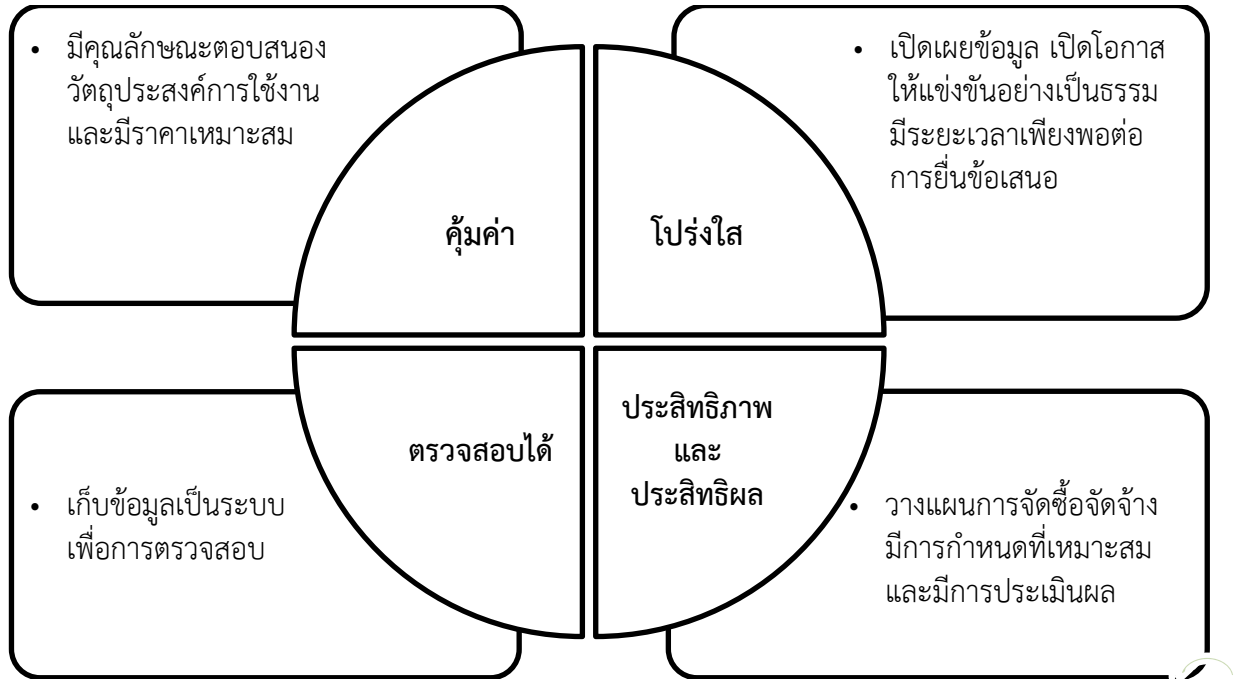 • มีคุณลักษณะตอบสนอง
วัตถุประสงค์การใช้งาน
และมีราคาเหมาะสม
• เปิดเผยข้อมูล เปิดโอกาส
ให้แข่งขันอย่างเป็นธรรม
มีระยะเวลาเพียงพอต่อ
การยื่นข้อเสนอ
คุ้มค่า
โปร่งใส
ตรวจสอบได้
ประสิทธิภาพ
และ
ประสิทธิผล
• เก็บข้อมูลเป็นระบบ
เพื่อการตรวจสอบ
• วางแผนการจัดซื้อจัดจ้าง
มีการกำหนดที่เหมาะสม
และมีการประเมินผล